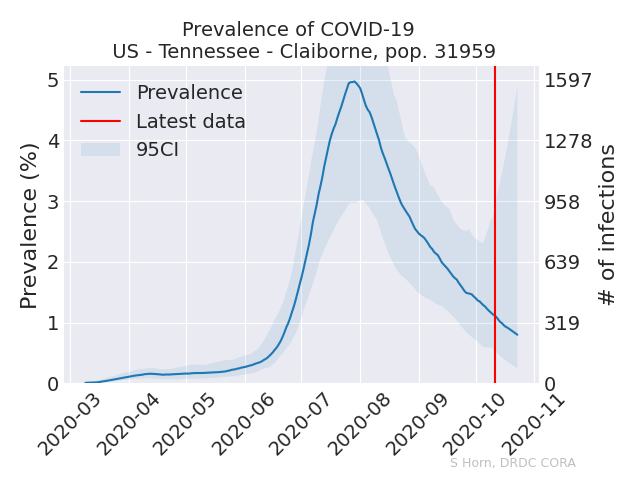 Prevalence of COVID-19
US - Tennessee - Claiborne, pop. 31959
Prevalence
Latest data
95CI
Prevalence (%)
5
4
3
2
1
0
1597
1278
958
639
319
0
# of infections
2020-03
2020-04
2020-05
2020-06
2020-07
2020-08
2020-09
2020-10
2020-11
S Horn, DRDC CORA